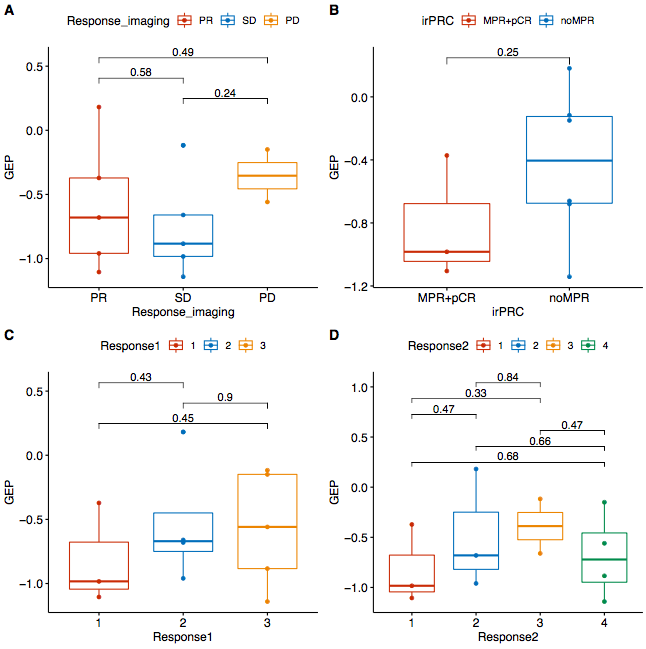 A
Response_imaging PR SD PD
0.49
0.58
0.24
0.5
0.0
−0.5
−1.0
GEP
PR SD PD
Response_imaging
B
irPRC MPR+pCR noMPR
0.25
0.0
−0.4
−0.8
−1.2
GEP
MPR+pCR noMPR
irPRC
C
Response1 1 2 3
0.43
0.9
0.45
0.5
0.0
−0.5
−1.0
GEP
1 2 3
Response1
D
Response2 1 2 3 4
0.84
0.33
0.47
0.47
0.66
0.68
1.0
0.5
0.0
−0.5
−1.0
GEP
1 2 3 4
Response2